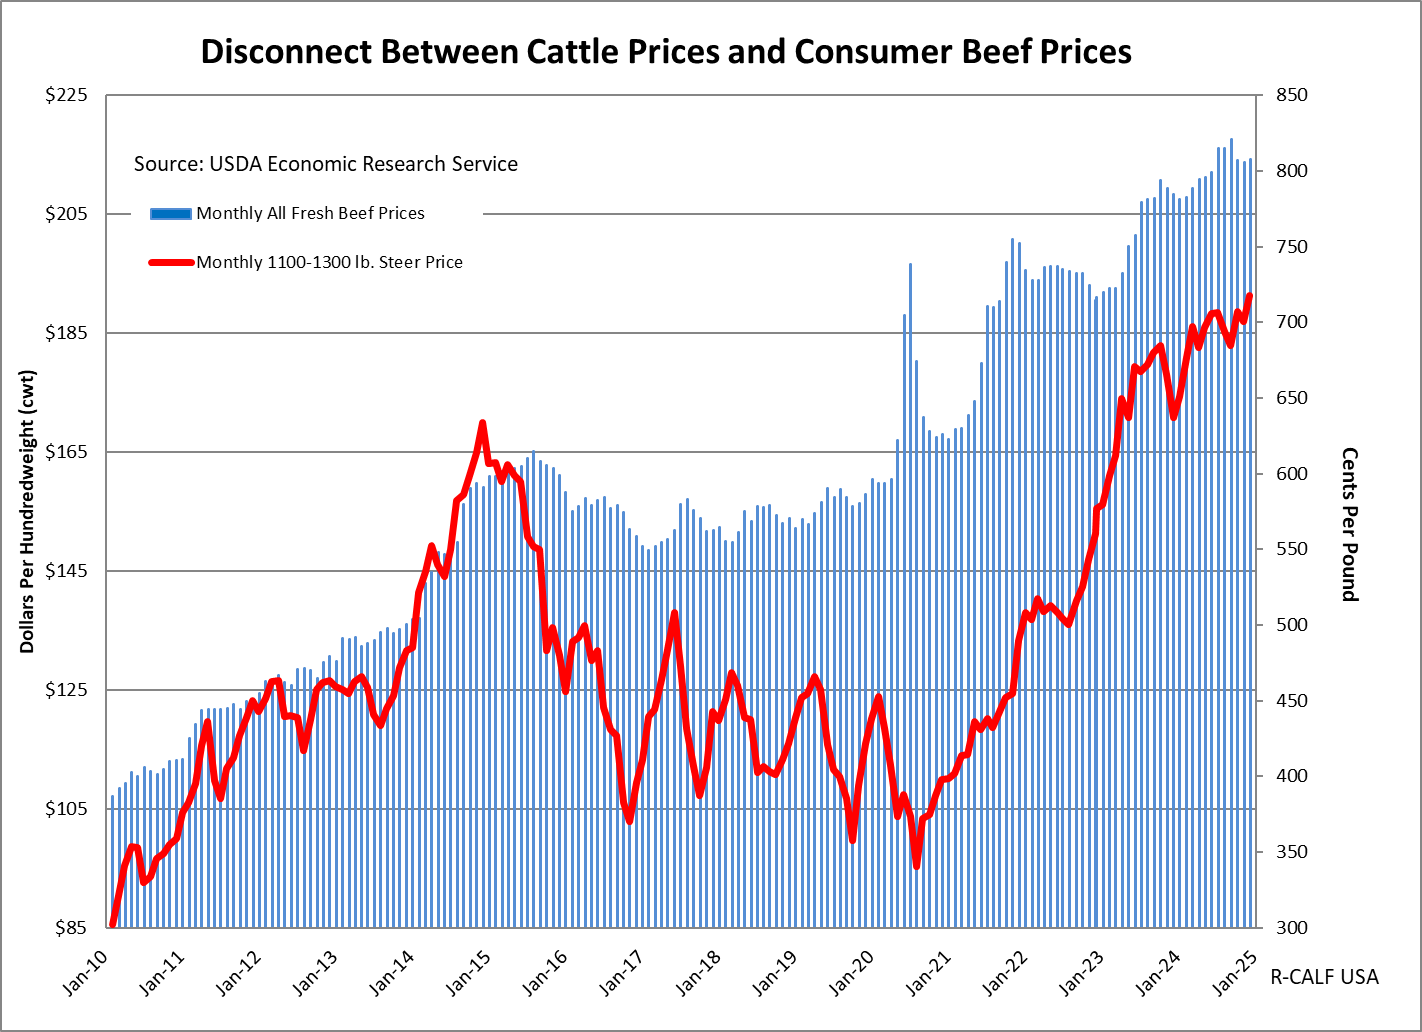 Disconnect Between Cattle Prices and Consumer Beef Prices
Source: USDA Economic Research Service
Monthly All Fresh Beef Prices
Monthly 1100-1300 lb. Steer Price
Dollars Per Hundredweight (cwt)
$225
$205
$185
$165
$145
$125
$105
$85
850
800
750
700
650
600
550
500
450
400
350
300
Cents Per Pound
Jan-10
Jan-11
Jan-12
Jan-13
Jan-14
Jan-15
Jan-16
Jan-17
Jan-18
Jan-19
Jan-20
Jan-21
Jan-22
Jan-23
Jan-24
Jan-25
R-CALF USA